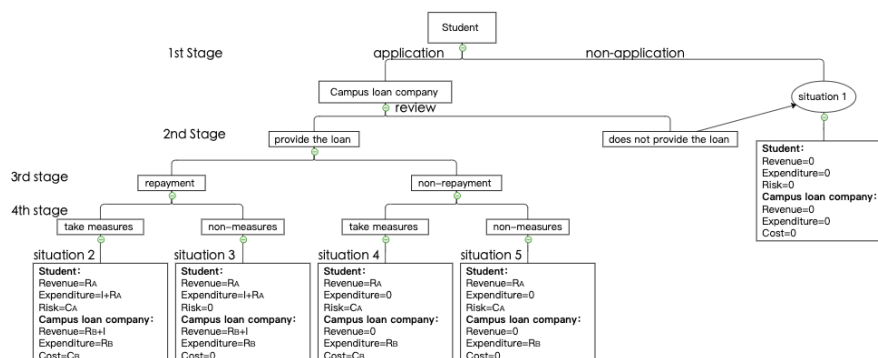 Student
1st Stage
application
non-application
Campus loan company
situation 1
review
2nd Stage
provide the loan
does not provide the loan
Student:
Revenue=0
Expenditure=0
Risk=0
Campus loan company:
Revenue=0
Expenditure=0
Cost=0
3rd stage
repayment
non-repayment
4th stage
take measures
non-measures
take measures
non-measures
situation 2
Student:
Revenue=RA
Expenditure=I+RA
Risk=CA
Campus loan company:
Revenue=RB+I
Expenditure=RB
Cost=CB
situation 3
Student:
Revenue=RA
Expenditure=I+RA
Risk=0
Campus loan company:
Revenue=RB+I
Expenditure=RB
Cost=0
situation 4
Student:
Revenue=RA
Expenditure=0
Risk=CA
Campus loan company:
Revenue=0
Expenditure=RB
Cost=CB
situation 5
Student:
Revenue=RA
Expenditure=0
Risk=CA
Campus loan company:
Revenue=0
Expenditure=RB
Cost=0